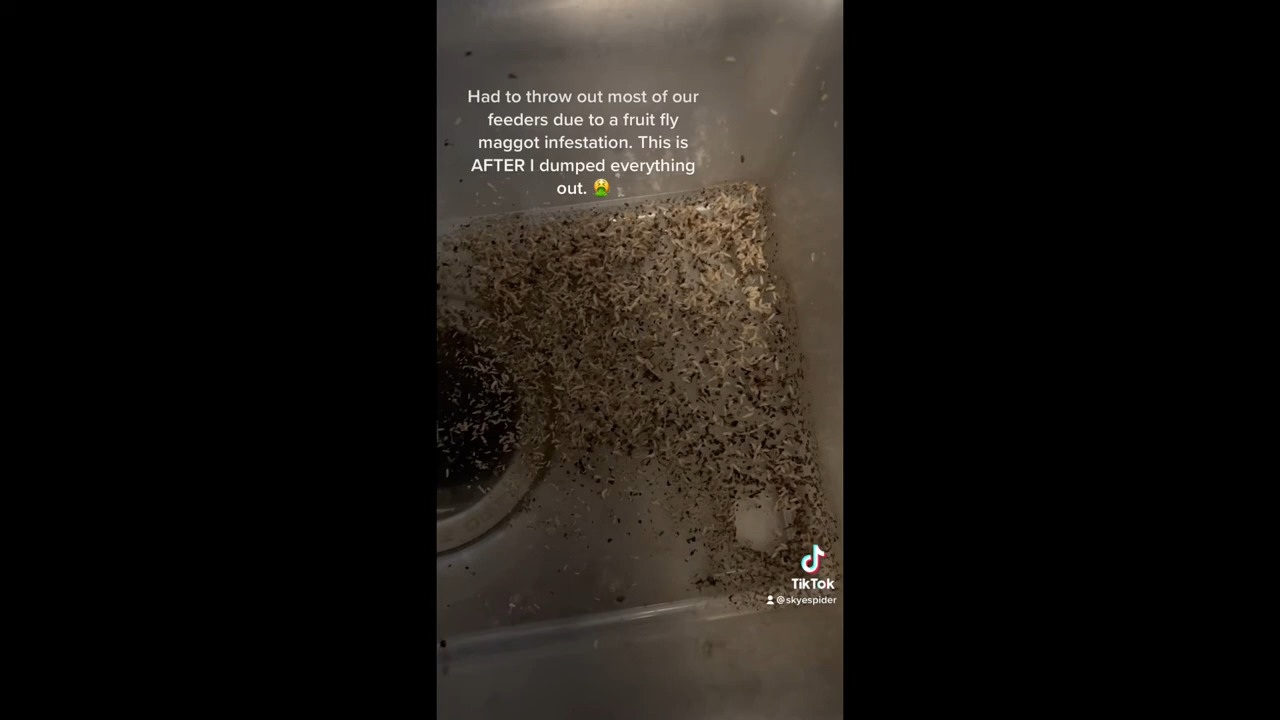 Had to throw out most of our
feeders due to a fruit fly
maggot infestation. This is
AFTER I dumped everything
out. 🤮
TikTok
@skyespider